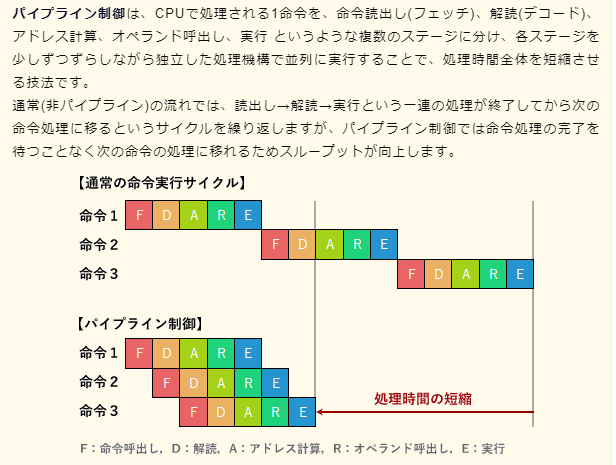 パイプライン制御は、CPUで処理される1命令を、命令読出し(フェッチ)、解読(デコード)、
アドレス計算、オペランド呼出し、実行 というような複数のステージに分け、各ステージを
少しずつずらしながら独立した処理機構で並列に実行することで、処理時間全体を短縮させ
る技法です。
通常(非パイプライン)の流れでは、読出し→解読→実行という一連の処理が終了してから次の
命令処理に移るというサイクルを繰り返しますが、パイプライン制御では命令処理の完了を
待つことなく次の命令の処理に移れるためスループットが向上します。
【通常の命令実行サイクル】
命令1 F D A R E
命令2 F D A R E
命令3 F D A R E
【パイプライン制御】
命令1 F D A R E
命令2 F D A R E
命令3 F D A R E
処理時間の短縮
F：命令呼出し，D：解読，A：アドレス計算，R：オペランド呼出し，E：実行